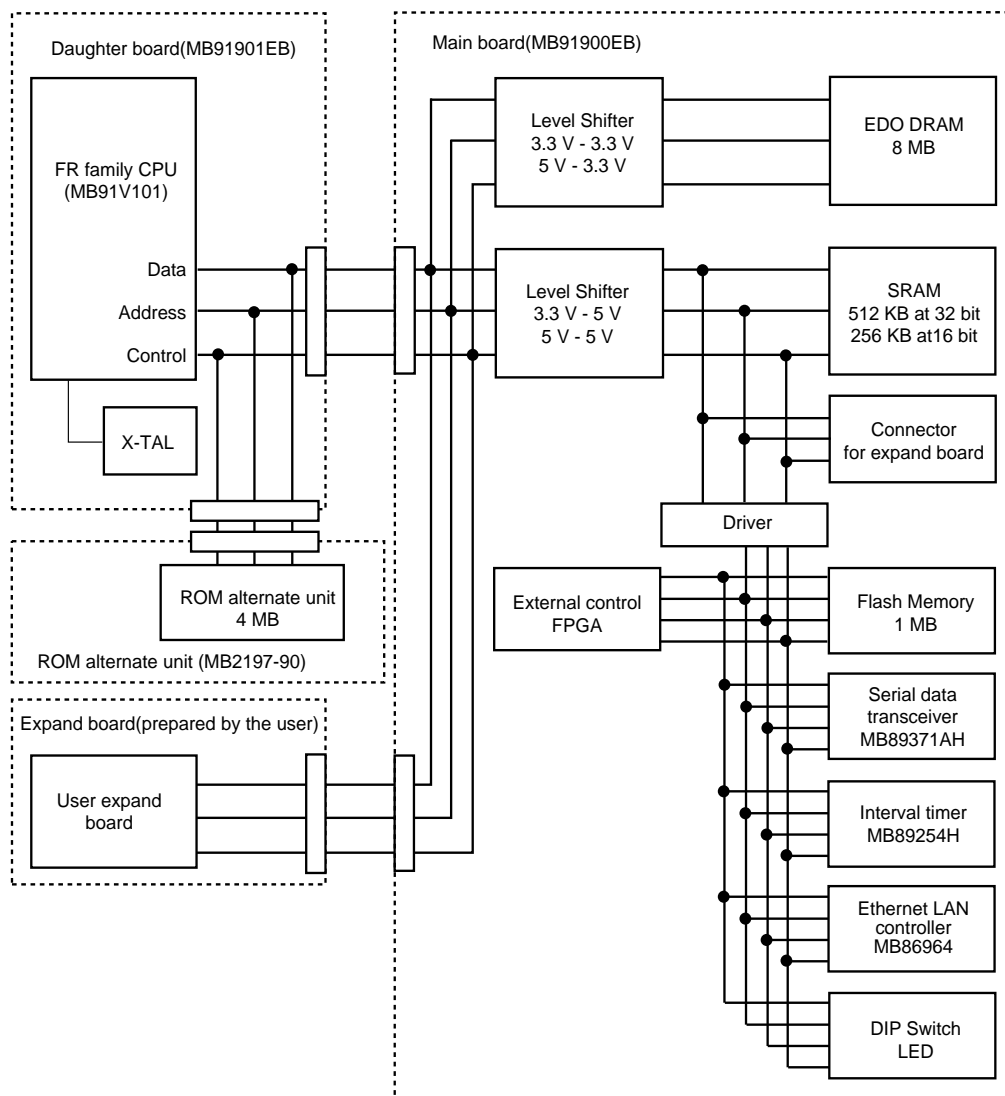 Daughter board(MB91901EB)
FR family CPU
(MB91V101)
Data
Address
Control
X-TAL
ROM alternate unit
4 MB
ROM alternate unit (MB2197-90)
Expand board(prepared by the user)
User expand
board
Main board(MB91900EB)
Level Shifter
3.3 V - 3.3 V
5 V - 3.3 V
EDO DRAM
8 MB
Level Shifter
3.3 V - 5 V
5 V - 5 V
SRAM
512 KB at 32 bit
256 KB at16 bit
Connector
for expand board
Driver
External control
FPGA
Flash Memory
1 MB
Serial data
transceiver
MB89371AH
Interval timer
MB89254H
Ethernet LAN
controller
MB86964
DIP Switch
LED